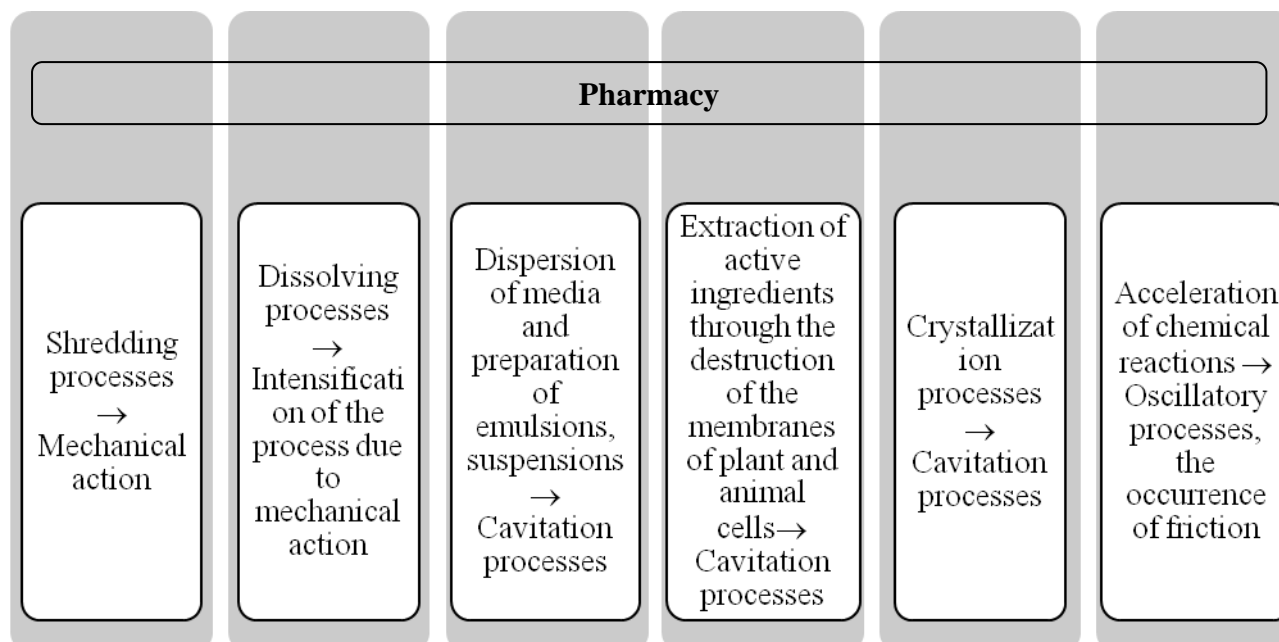 Pharmacy
Shredding
processes
→
Mechanical
action
Dissolving
processes
→
Intensificati
on of the
process due
to
mechanical
action
Dispersion
of media
and
preparation
of
emulsions,
suspensions
→
Cavitation
processes
Extraction of
active
ingredients
through the
destruction
of the
membranes
of plant and
animal
cells→
Cavitation
processes
Crystallizat
ion
processes
→
Cavitation
processes
Acceleration
of chemical
reactions →
Oscillatory
processes,
the
occurrence
of friction